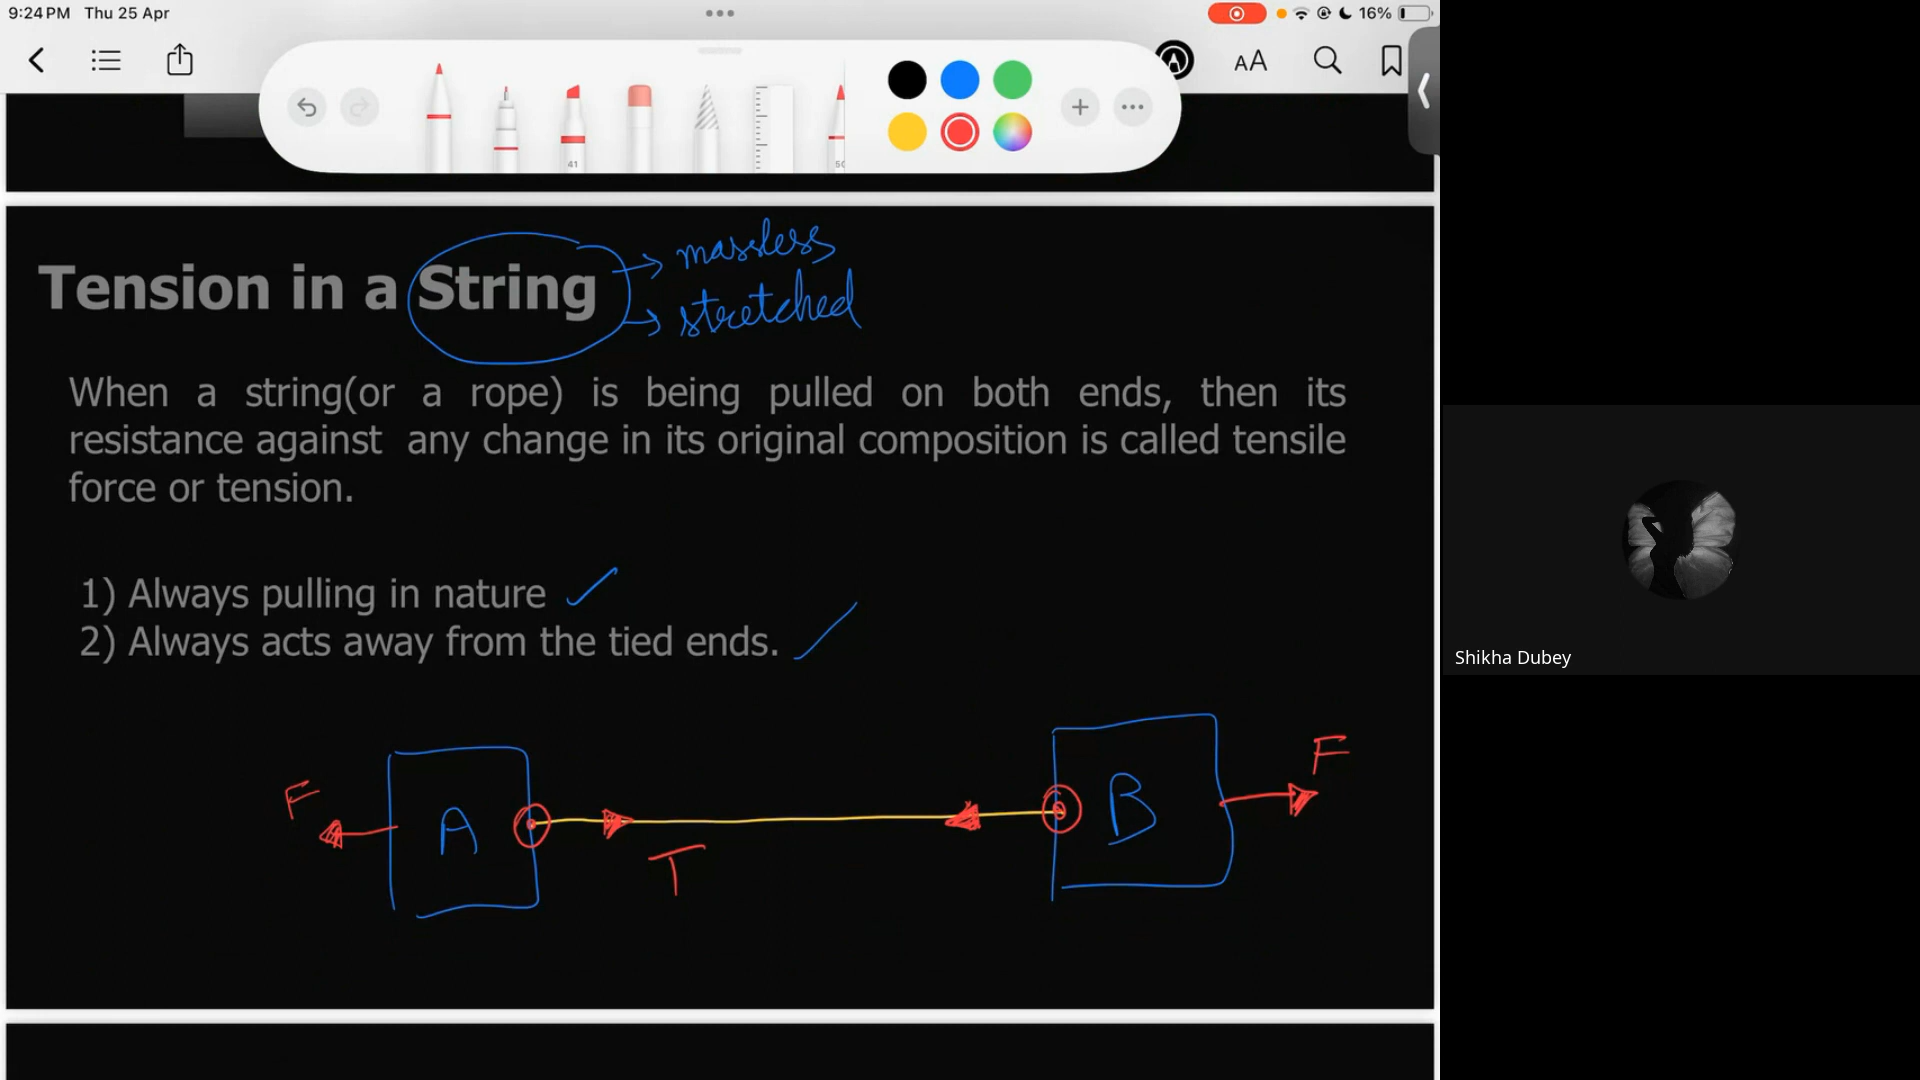 9:24 PM Thu 25 Apr
16%
AA
41
50
massless
Tension in a String
stretched
When a string(or a rope) is being pulled on both ends, then its
resistance against any change in its original composition is called tensile
force or tension.
1) Always pulling in nature
2) Always acts away from the tied ends.
F
F
A
B
T
Shikha Dubey